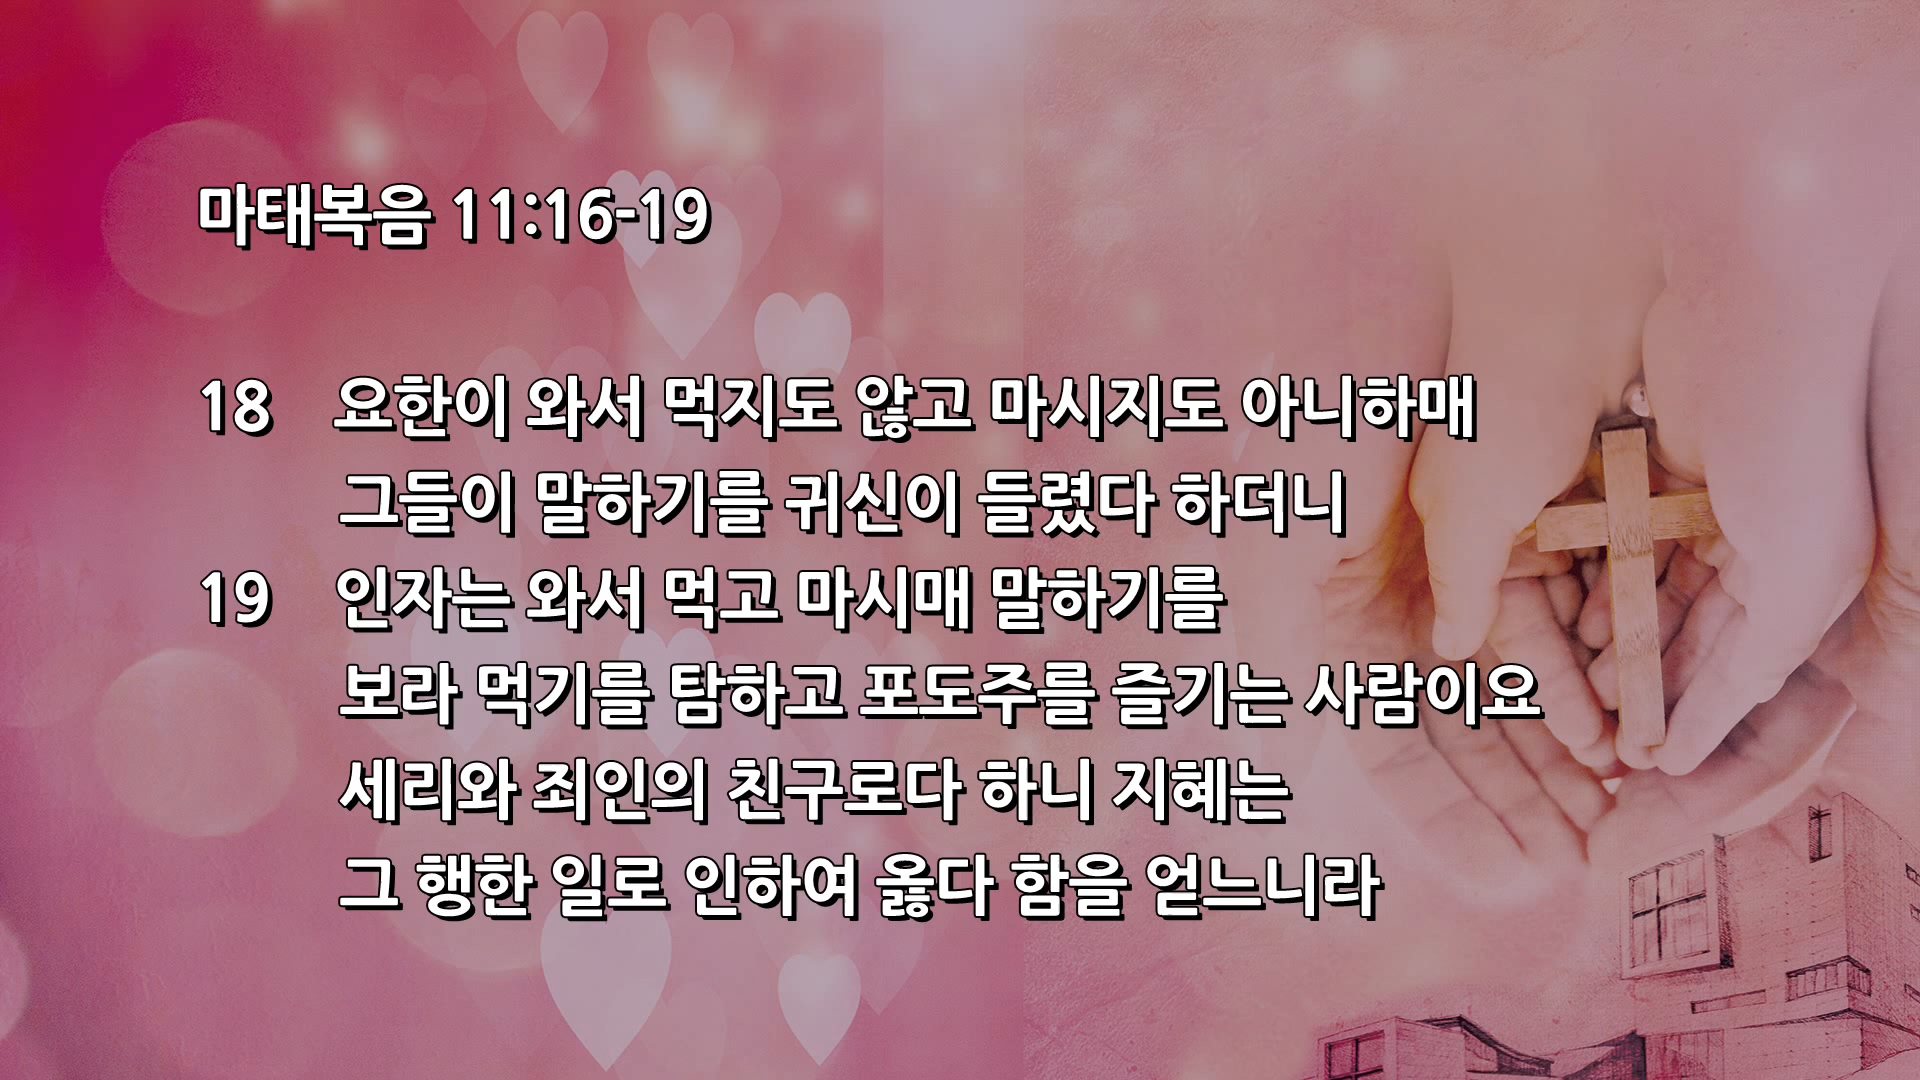 마태복음 11:16-19
18 요한이 와서 먹지도 않고 마시지도 아니하매
그들이 말하기를 귀신이 들렸다 하더니
19 인자는 와서 먹고 마시매 말하기를
보라 먹기를 탐하고 포도주를 즐기는 사람이요
세리와 죄인의 친구로다 하니 지혜는
그 행한 일로 인하여 옳다 함을 얻느니라